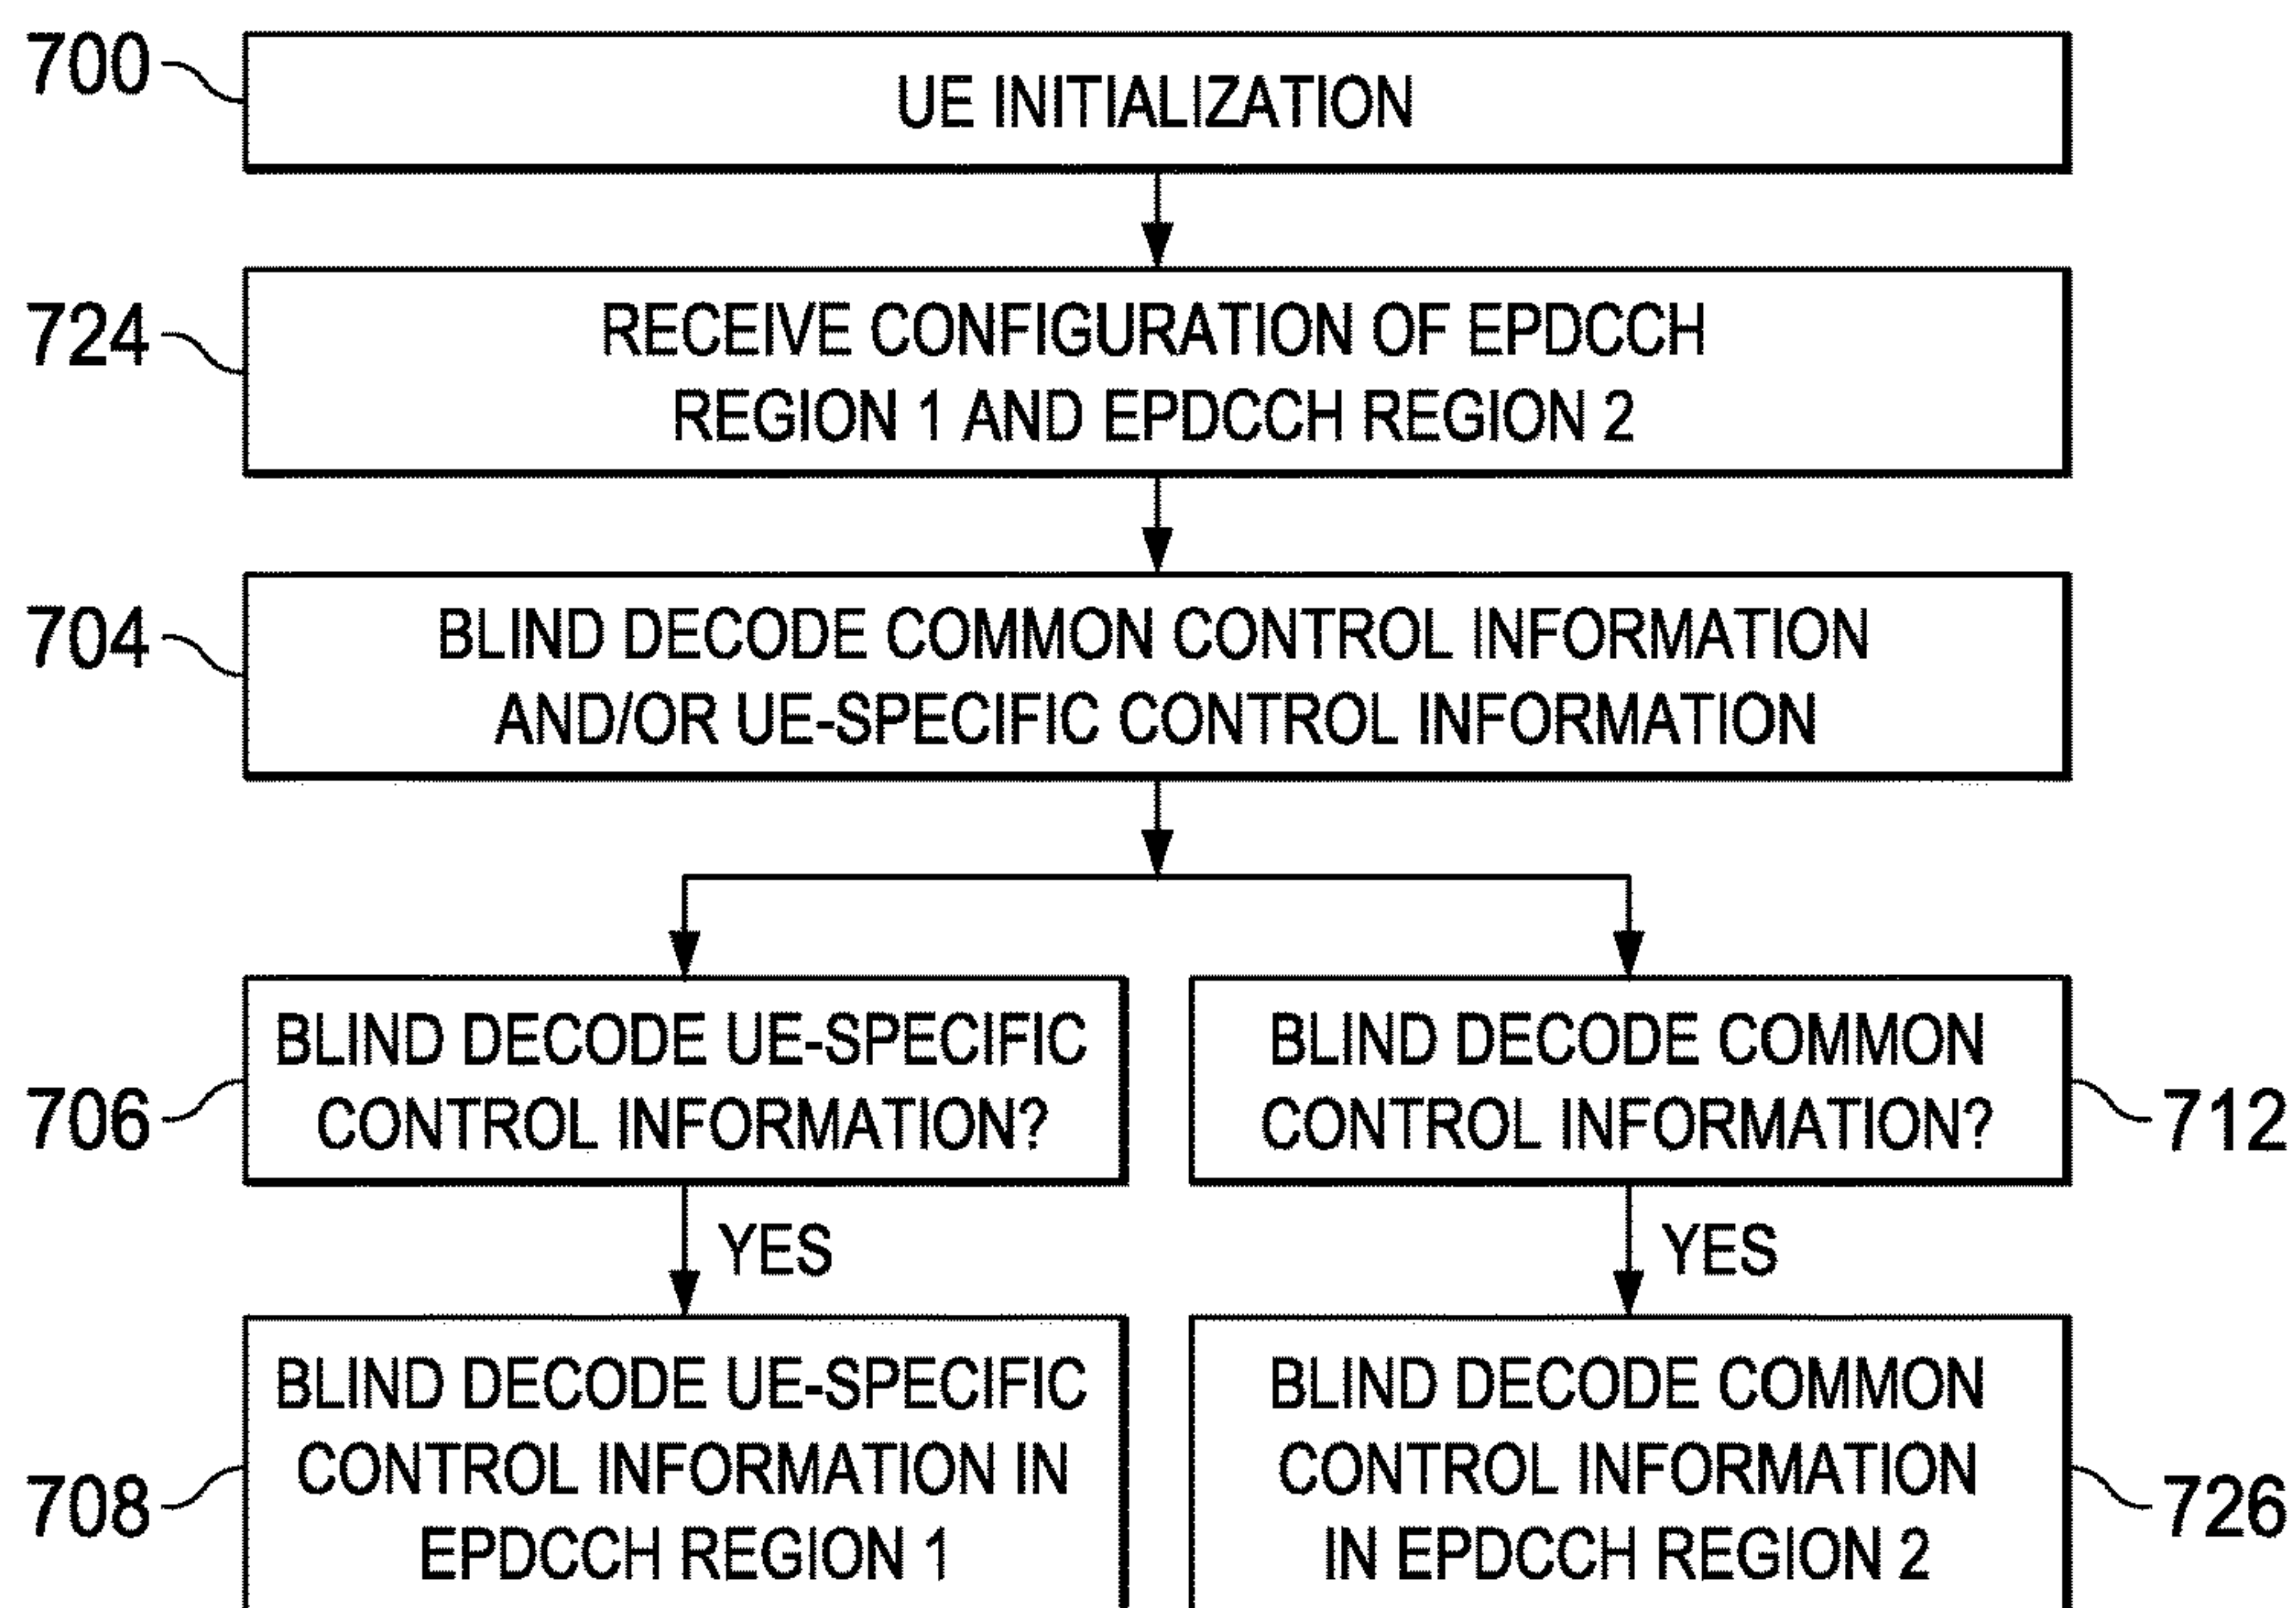 700
UE INITIALIZATION
724
RECEIVE CONFIGURATION OF EPDCCH
REGION 1 AND EPDCCH REGION 2
704
BLIND DECODE COMMON CONTROL INFORMATION
AND/OR UE-SPECIFIC CONTROL INFORMATION
706
BLIND DECODE UE-SPECIFIC
CONTROL INFORMATION?
BLIND DECODE COMMON
CONTROL INFORMATION?
712
YES
YES
708
BLIND DECODE UE-SPECIFIC
CONTROL INFORMATION IN
EPDCCH REGION 1
BLIND DECODE COMMON
CONTROL INFORMATION
IN EPDCCH REGION 2
726